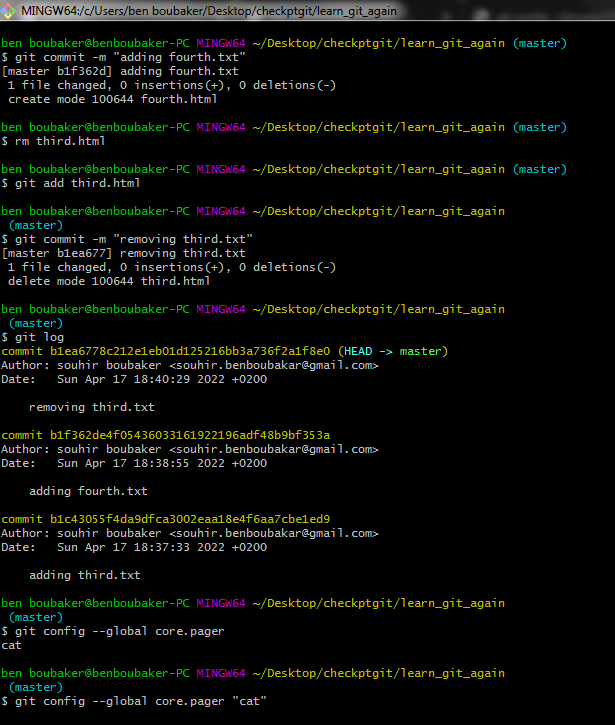 MINGW64:/c/Users/ben boubaker/Desktop/checkptgit/learn_git_again
ben boubaker@benboubaker-PC MINGW64 ~/Desktop/checkptgit/learn_git_again (master)
$ git commit -m "adding fourth.txt"
[master b1f362d] adding fourth.txt
 1 file changed, 0 insertions(+), 0 deletions(-)
 create mode 100644 fourth.html
ben boubaker@benboubaker-PC MINGW64 ~/Desktop/checkptgit/learn_git_again (master)
$ rm third.html
ben boubaker@benboubaker-PC MINGW64 ~/Desktop/checkptgit/learn_git_again (master)
$ git add third.html
ben boubaker@benboubaker-PC MINGW64 ~/Desktop/checkptgit/learn_git_again
 (master)
$ git commit -m "removing third.txt"
[master b1ea677] removing third.txt
 1 file changed, 0 insertions(+), 0 deletions(-)
 delete mode 100644 third.html
ben boubaker@benboubaker-PC MINGW64 ~/Desktop/checkptgit/learn_git_again
 (master)
$ git log
commit b1ea6778c212e1eb01d125216bb3a736f2a1f8e0 (HEAD -> master)
Author: souhir boubaker <souhir.benboubakar@gmail.com>
Date:   Sun Apr 17 18:40:29 2022 +0200
    removing third.txt
commit b1f362de4f05436033161922196adf48b9bf353a
Author: souhir boubaker <souhir.benboubakar@gmail.com>
Date:   Sun Apr 17 18:38:55 2022 +0200
    adding fourth.txt
commit b1c43055f4da9dfca3002eaa18e4f6aa7cbe1ed9
Author: souhir boubaker <souhir.benboubakar@gmail.com>
Date:   Sun Apr 17 18:37:33 2022 +0200
    adding third.txt
ben boubaker@benboubaker-PC MINGW64 ~/Desktop/checkptgit/learn_git_again
 (master)
$ git config --global core.pager
cat
ben boubaker@benboubaker-PC MINGW64 ~/Desktop/checkptgit/learn_git_again
 (master)
$ git config --global core.pager "cat"